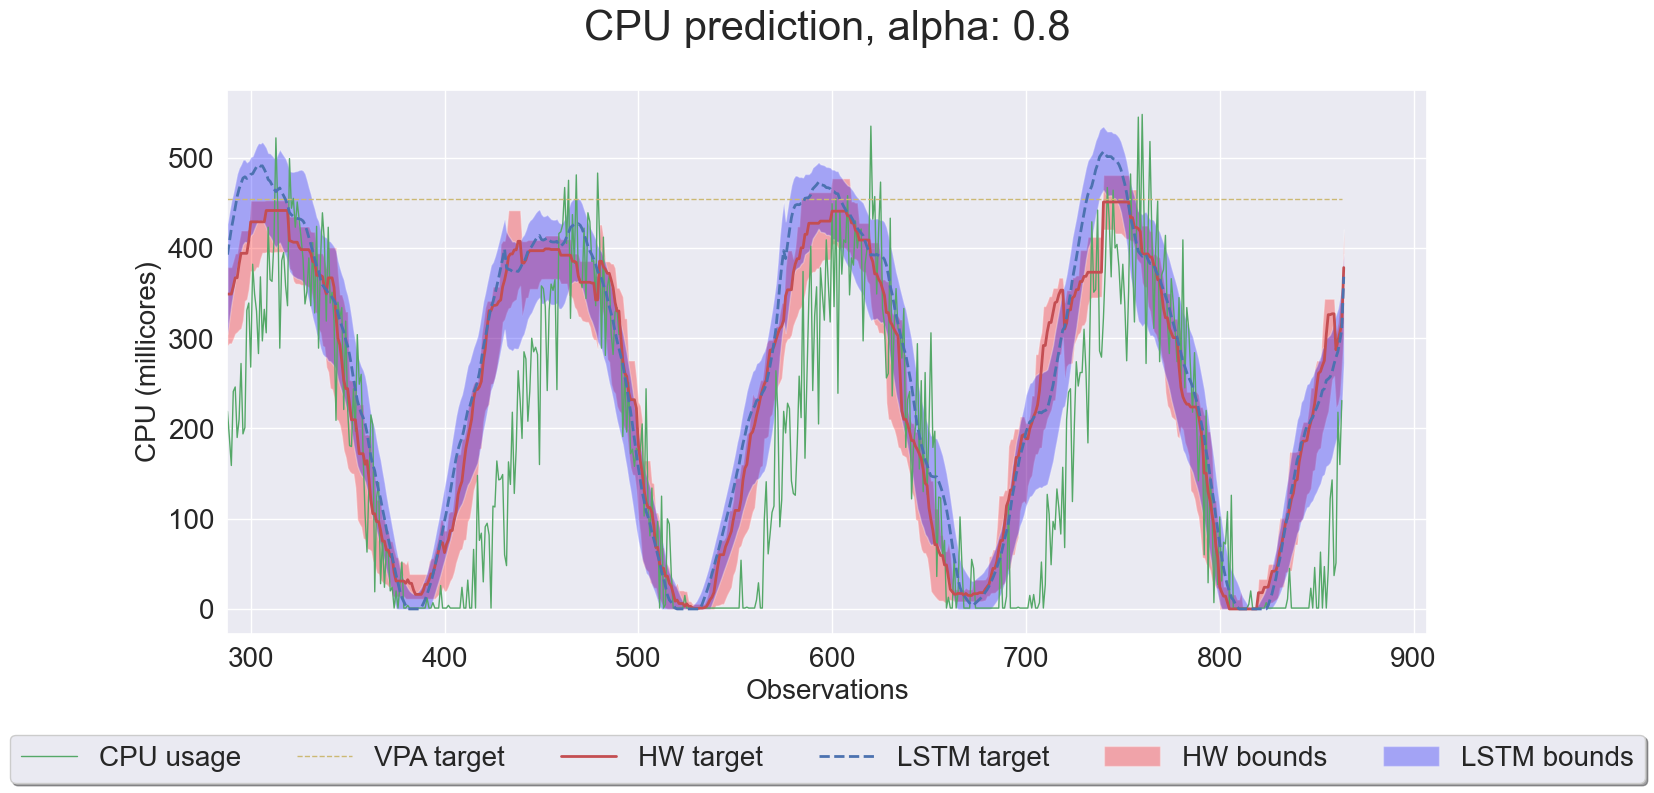 CPU prediction, alpha: 0.8
500
400
300
200
100
0
CPU (millicores)
300 400 500 600 700 800 900
Observations
CPU usage VPA target HW target LSTM target HW bounds LSTM bounds